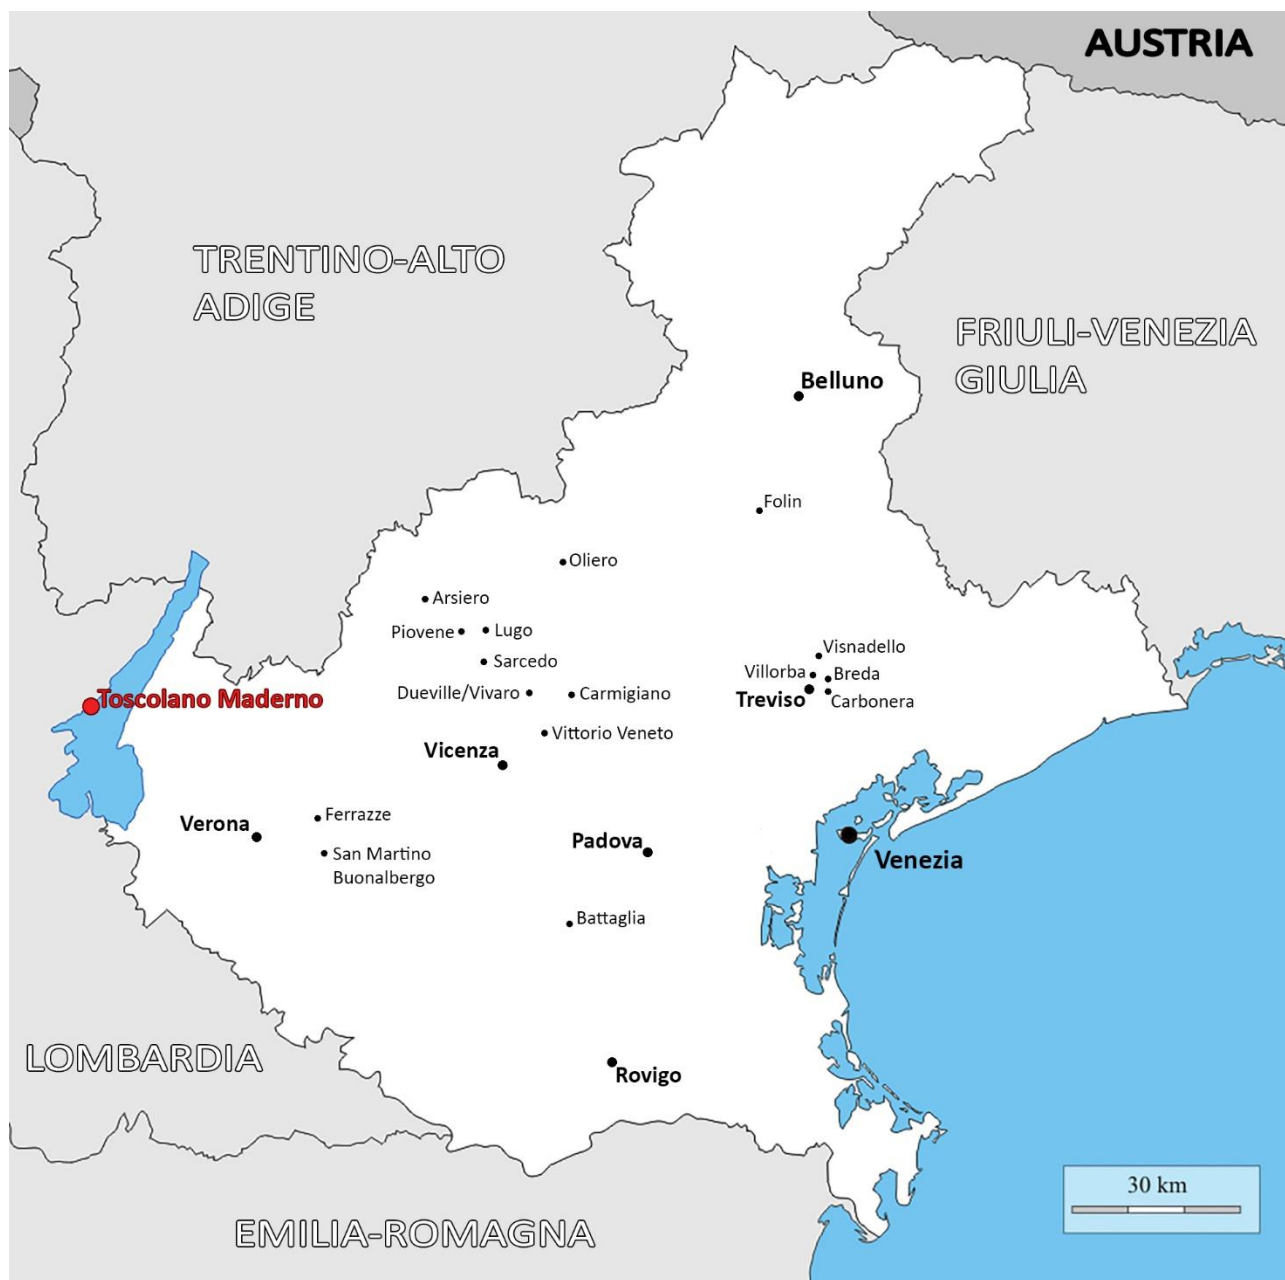 AUSTRIA
TRENTINO-ALTO
ADIGE
FRIULI-VENEZIA
GIULIA
Belluno
Folin
Oliero
Arsiero
Piovene
Lugo
Sarcedo
Visnadello
Villorba
Breda
Treviso
Carbonera
Toscolano Maderno
Dueville/Vivaro
Carmigiano
Vittorio Veneto
Vicenza
Ferrazze
Verona
San Martino
Buonalbergo
Padova
Venezia
Battaglia
LOMBARDIA
Rovigo
30 km
EMILIA-ROMAGNA